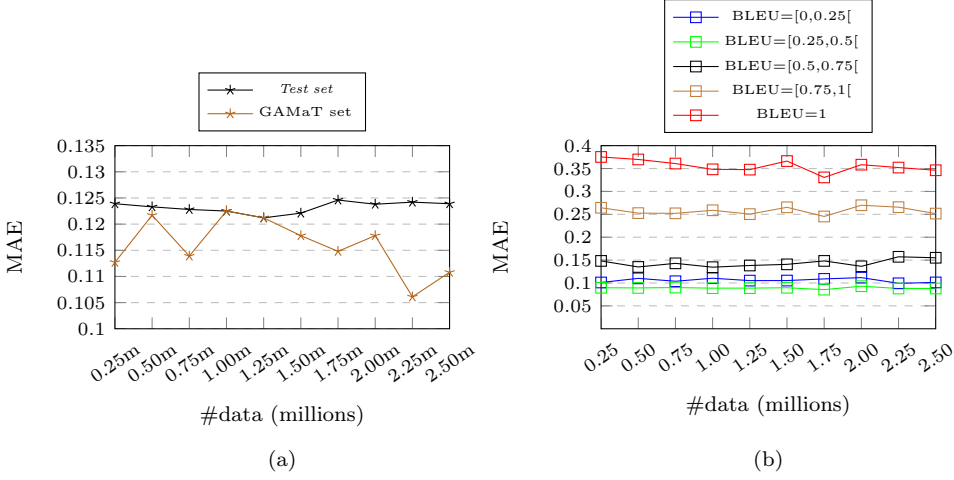 Test set
GAMaT set
0.135
0.13
0.125
0.12
0.115
0.11
0.105
0.1
MAE
0.25m
0.50m
0.75m
1.00m
1.25m
1.50m
1.75m
2.00m
2.25m
2.50m
#data (millions)
(a)
BLEU=[0,0.25[
BLEU=[0.25,0.5[
BLEU=[0.5,0.75[
BLEU=[0.75,1[
BLEU=1
0.4
0.35
0.3
0.25
0.2
0.15
0.1
0.05
MAE
0.25
0.50
0.75
1.00
1.25
1.50
1.75
2.00
2.25
2.50
#data (millions)
(b)